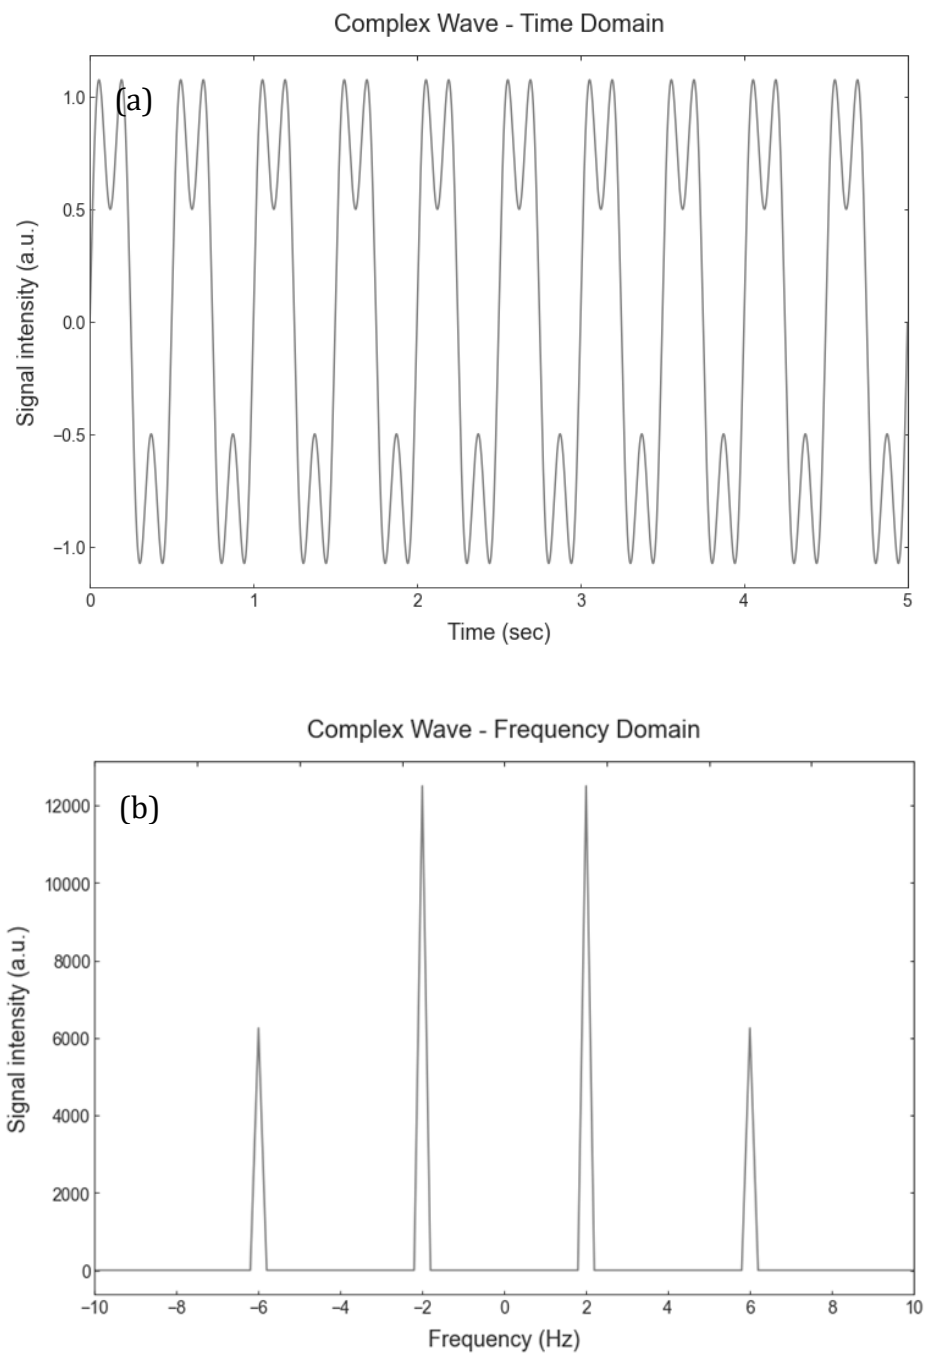 Complex Wave - Time Domain
(a)
1.0
0.5
0.0
−0.5
−1.0
Signal intensity (a.u.)
0 1 2 3 4 5
Time (sec)
Complex Wave - Frequency Domain
(b)
12000
10000
8000
6000
4000
2000
0
Signal intensity (a.u.)
−10 −8 −6 −4 −2 0 2 4 6 8 10
Frequency (Hz)